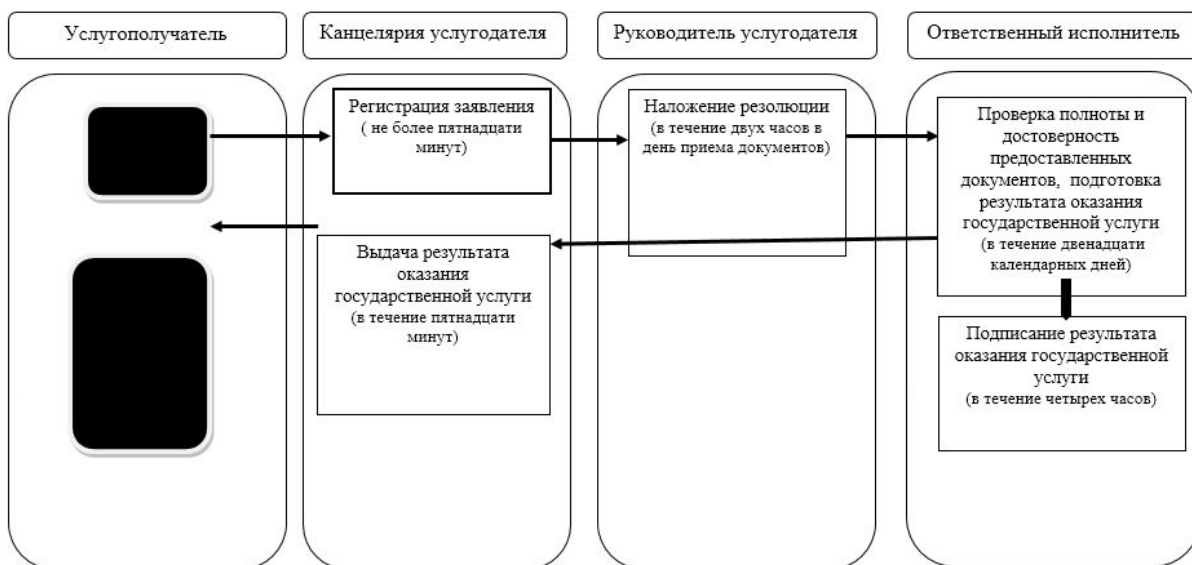 Услугополучатель
Канцелярия услугодателя
Руководитель услугодателя
Ответственный исполнитель
Регистрация заявления
( не более пятнадцати
минут)
Наложение резолюции
(в течение двух часов в
день приема документов)
Проверка полноты и
достоверность
предоставленных
документов, подготовка
результата оказания
государственной услуги
(в течение двенадцати
календарных дней)
Выдача результата
оказания
государственной услуги
(в течение пятнадцати
минут)
Подписание результата
оказания государственной
услуги
(в течение четырех часов)